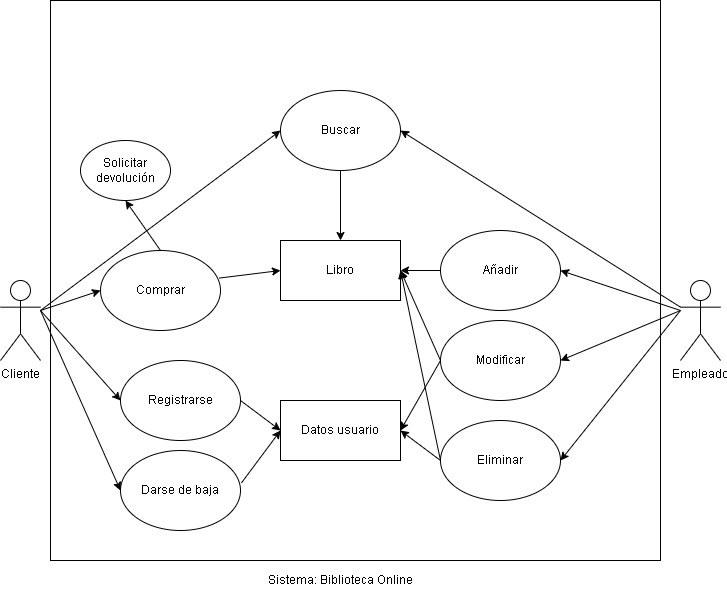 Buscar
Solicitar
devolución
Libro
Añadir
Comprar
Modificar
Cliente
Empleado
Registrarse
Datos usuario
Eliminar
Darse de baja
Sistema: Biblioteca Online